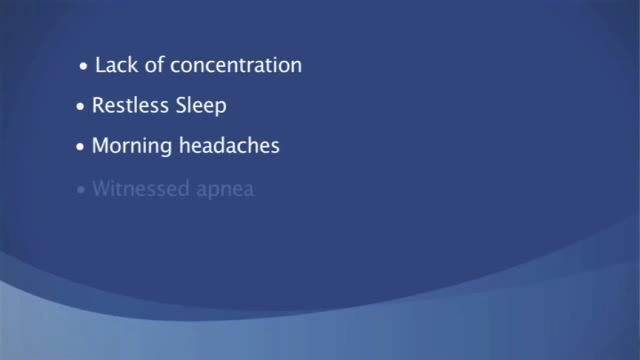 • Lack of concentration
• Restless Sleep
• Morning headaches
• Witnessed apnea